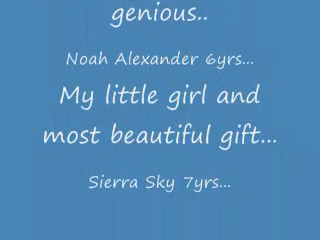 genious..
Noah Alexander 6yrs...
My little girl and
most beautiful gift...
Sierra Sky 7yrs...